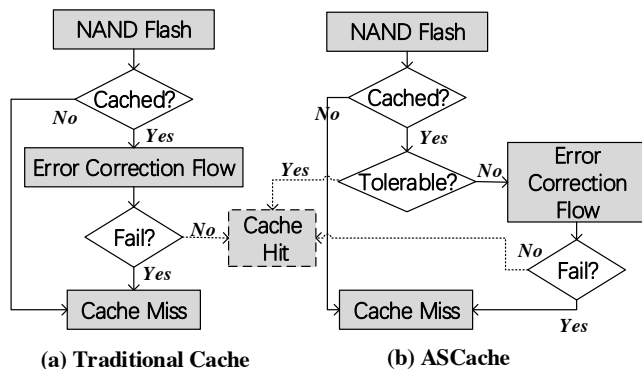 NAND Flash
Cached?
No
Yes
Error Correction Flow
Fail?
No
Yes
Cache Miss
(a) Traditional Cache
Cache
Hit
NAND Flash
Cached?
No
Yes
Yes
Tolerable?
No
Error
Correction
Flow
No
Fail?
Yes
Cache Miss
(b) ASCache